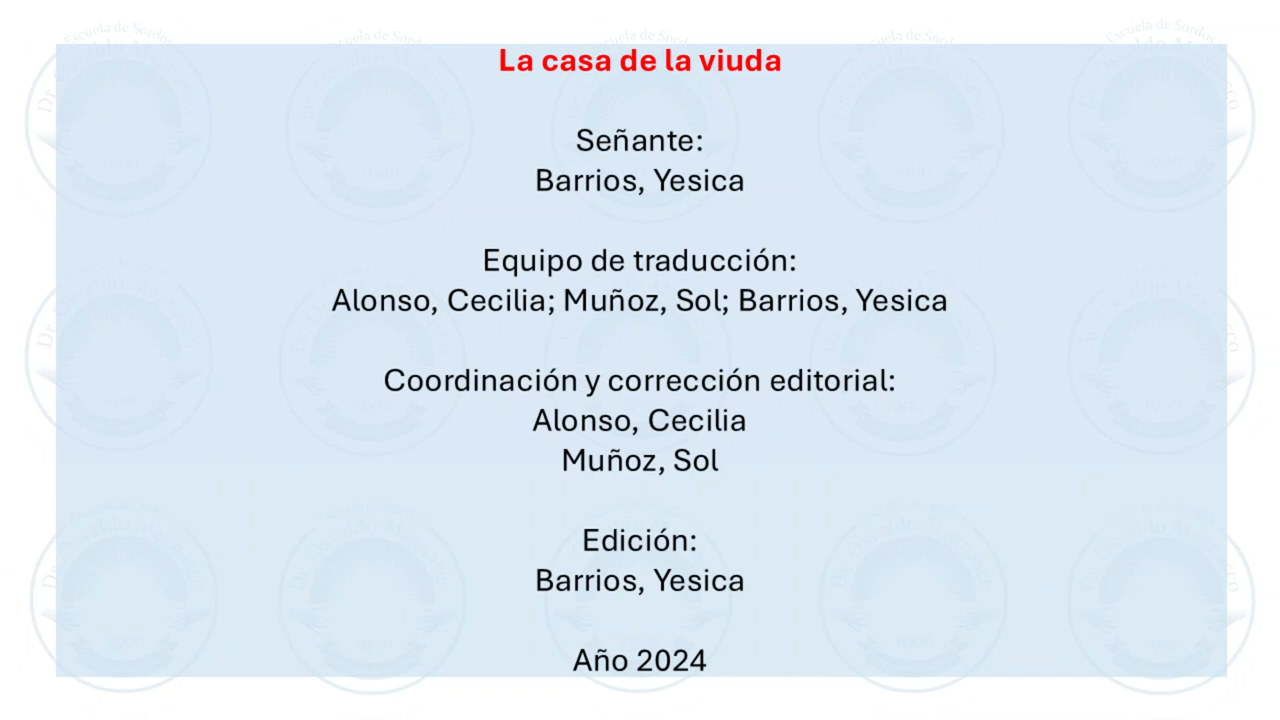 La casa de la viuda
Señante:
Barrios, Yesica
Equipo de traducción:
Alonso, Cecilia; Muñoz, Sol; Barrios, Yesica
Coordinación y corrección editorial:
Alonso, Cecilia
Muñoz, Sol
Edición:
Barrios, Yesica
Año 2024